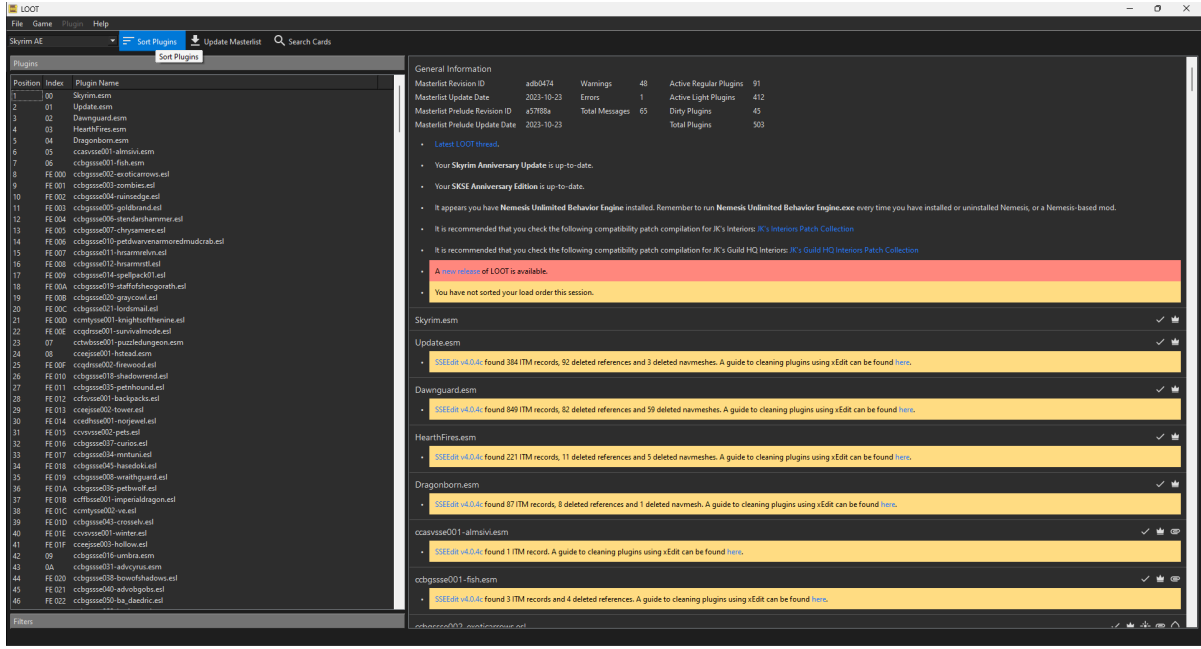 LOOT
File Game Plugin Help
Skyrim AE Sort Plugins Update Masterlist Search Cards
Sort Plugins
Plugins
Position Index Plugin Name
1 00 Skyrim.esm
2 01 Update.esm
3 02 Dawnguard.esm
4 03 HearthFires.esm
5 04 Dragonborn.esm
6 05 ccasvsse001-almsivi.esm
7 06 ccbgssse001-fish.esm
8 FE 000 ccbgssse002-exoticarrows.esl
9 FE 001 ccbgssse003-zombies.esl
10 FE 002 ccbgssse004-ruinsedge.esl
11 FE 003 ccbgssse005-goldbrand.esl
12 FE 004 ccbgssse006-stendarshammer.esl
13 FE 005 ccbgssse007-chrysamere.esl
14 FE 006 ccbgssse010-petdwarvenarmoredmudcrab.esl
15 FE 007 ccbgssse011-hrsarmrelvn.esl
16 FE 008 ccbgssse012-hrsarmrstl.esl
17 FE 009 ccbgssse014-spellpack01.esl
18 FE 00A ccbgssse019-staffofsheogorath.esl
19 FE 00B ccbgssse020-graycowl.esl
20 FE 00C ccbgssse021-lordsmail.esl
21 FE 00D ccmtysse001-knightsofthenine.esl
22 FE 00E ccqdrsse001-survivalmode.esl
23 07 cctwbsse001-puzzledungeon.esm
24 08 cceejsse001-hstead.esm
25 FE 00F ccqdrsse002-firewood.esl
26 FE 010 ccbgssse018-shadowrend.esl
27 FE 011 ccbgssse035-petnhound.esl
28 FE 012 ccfsvsse001-backpacks.esl
29 FE 013 cceejsse002-tower.esl
30 FE 014 ccedhsse001-norjewel.esl
31 FE 015 ccvsvsse002-pets.esl
32 FE 016 ccbgssse037-curios.esl
33 FE 017 ccbgssse034-mntuni.esl
34 FE 018 ccbgssse045-hasedoki.esl
35 FE 019 ccbgssse008-wraithguard.esl
36 FE 01A ccbgssse036-petbwolf.esl
37 FE 01B ccffbsse001-imperialdragon.esl
38 FE 01C ccmtysse002-ve.esl
39 FE 01D ccbgssse043-crosselv.esl
40 FE 01E ccvsvsse001-winter.esl
41 FE 01F cceejsse003-hollow.esl
42 09 ccbgssse016-umbra.esm
43 0A ccbgssse031-advcyrus.esm
44 FE 020 ccbgssse038-bowofshadows.esl
45 FE 021 ccbgssse040-advobgobs.esl
46 FE 022 ccbgssse050-ba_daedric.esl
Filters
General Information
Masterlist Revision ID adb0474 Warnings 48 Active Regular Plugins 91
Masterlist Update Date 2023-10-23 Errors 1 Active Light Plugins 412
Masterlist Prelude Revision ID a57f88a Total Messages 65 Dirty Plugins 45
Masterlist Prelude Update Date 2023-10-23 Total Plugins 503
• Latest LOOT thread.
• Your Skyrim Anniversary Update is up-to-date.
• Your SKSE Anniversary Edition is up-to-date.
• It appears you have Nemesis Unlimited Behavior Engine installed. Remember to run Nemesis Unlimited Behavior Engine.exe every time you have installed or uninstalled Nemesis, or a Nemesis-based mod.
• It is recommended that you check the following compatibility patch compilation for JK's Interiors: JK's Interiors Patch Collection
• It is recommended that you check the following compatibility patch compilation for JK's Guild HQ Interiors: JK's Guild HQ Interiors Patch Collection
• A new release of LOOT is available.
• You have not sorted your load order this session.
Skyrim.esm
Update.esm
• SSEEdit v4.0.4c found 384 ITM records, 92 deleted references and 3 deleted navmeshes. A guide to cleaning plugins using xEdit can be found here.
Dawnguard.esm
• SSEEdit v4.0.4c found 849 ITM records, 82 deleted references and 59 deleted navmeshes. A guide to cleaning plugins using xEdit can be found here.
HearthFires.esm
• SSEEdit v4.0.4c found 221 ITM records, 11 deleted references and 5 deleted navmeshes. A guide to cleaning plugins using xEdit can be found here.
Dragonborn.esm
• SSEEdit v4.0.4c found 87 ITM records, 8 deleted references and 1 deleted navmesh. A guide to cleaning plugins using xEdit can be found here.
ccasvsse001-almsivi.esm
• SSEEdit v4.0.4c found 1 ITM record. A guide to cleaning plugins using xEdit can be found here.
ccbgssse001-fish.esm
• SSEEdit v4.0.4c found 3 ITM records and 4 deleted references. A guide to cleaning plugins using xEdit can be found here.
ccbgssse002-exoticarrows.esl